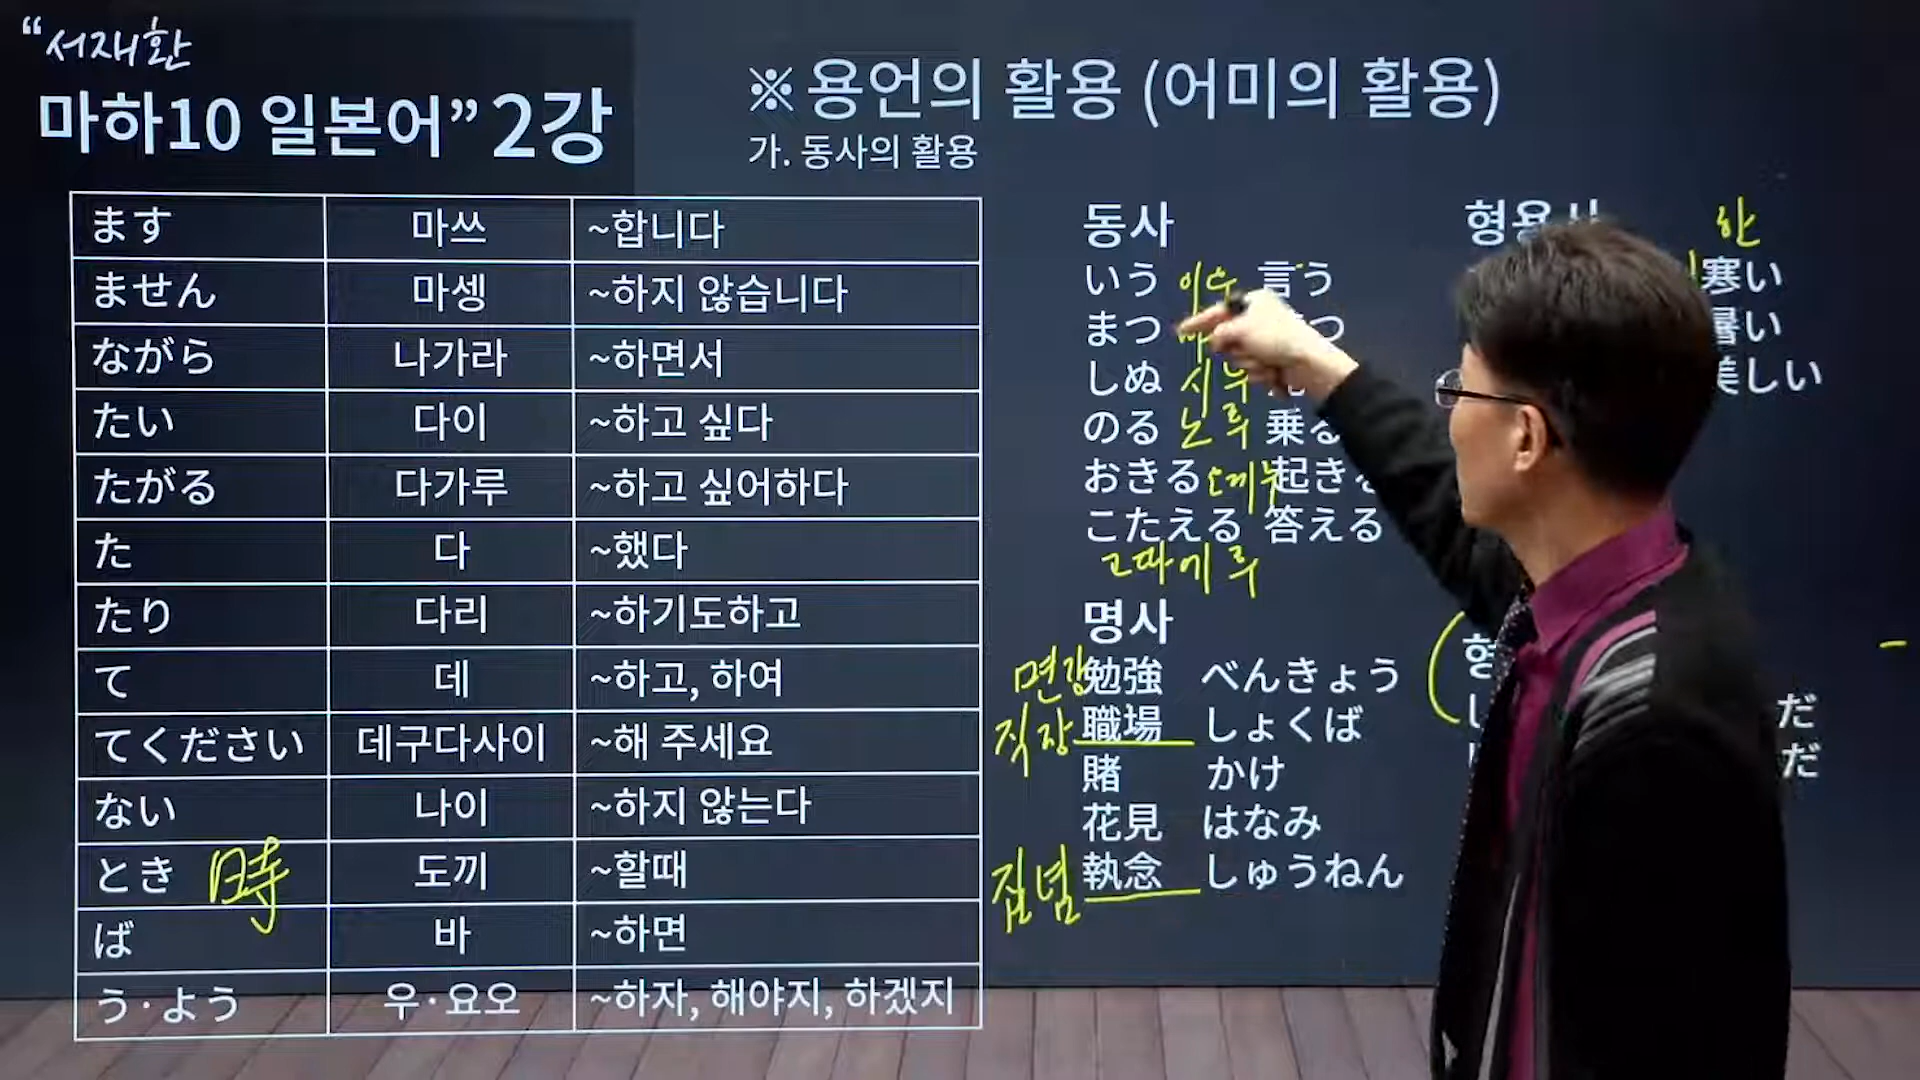 “서재환
마하10 일본어” 2강
※용언의 활용 (어미의 활용)
가. 동사의 활용
ます 마쓰 ~합니다
ません 마셍 ~하지 않습니다
ながら 나가라 ~하면서
たい 다이 ~하고 싶다
たがる 다가루 ~하고 싶어하다
た 다 ~했다
たり 다리 ~하기도하고
て 데 ~하고, 하여
てください 데구다사이 ~해 주세요
ない 나이 ~하지 않는다
とき 時 도끼 ~할때
ば 바 ~하면
う·よう 우·요오 ~하자, 해야지, 하겠지
동사
いう 이우 言う
まつ つ
しぬ 시누
のる 노루 乗る
おきる 오끼루 起き
こたえる 答える
고따에루
명사
면강 勉強 べんきょう
직장 職場 しょくば
賭 かけ
花見 はなみ
집념 執念 しゅうねん
형용사 한
寒い
暑い
美しい
형
だ
だ